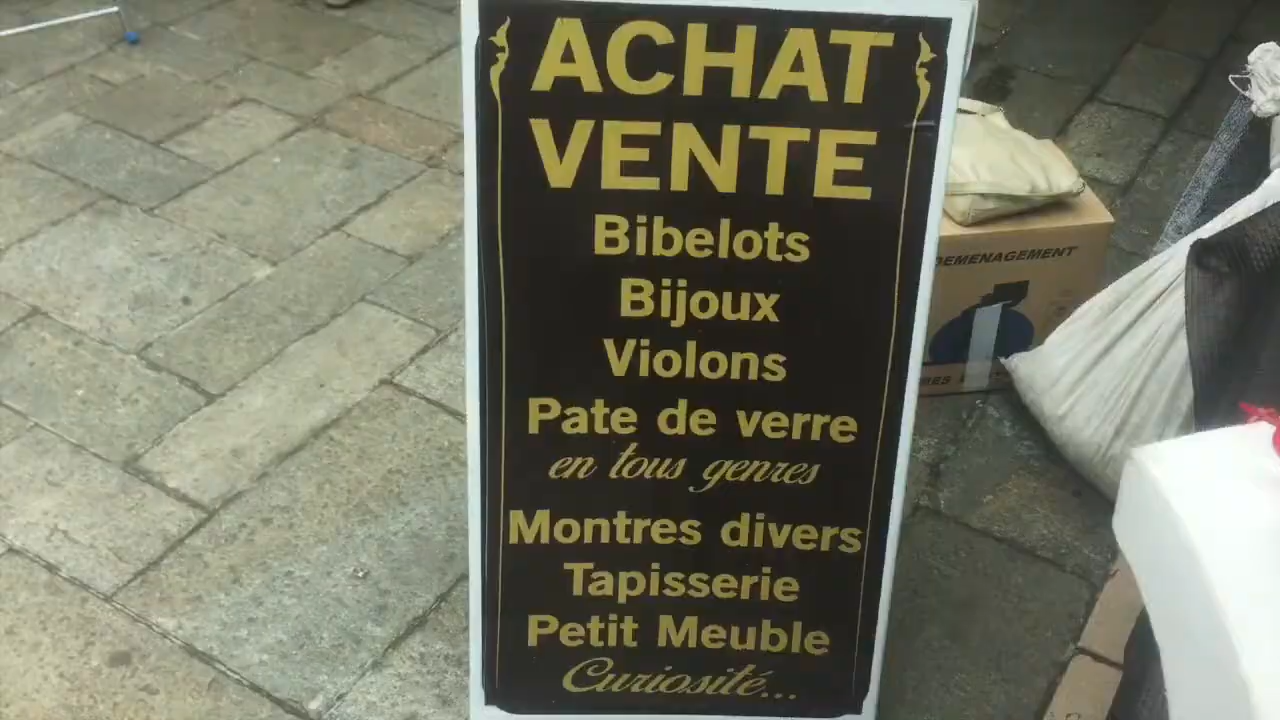 ACHAT
VENTE
Bibelots
Bijoux
Violons
Pate de verre
en tous genres
Montres divers
Tapisserie
Petit Meuble
Curiosité...
DEMENAGEMENT